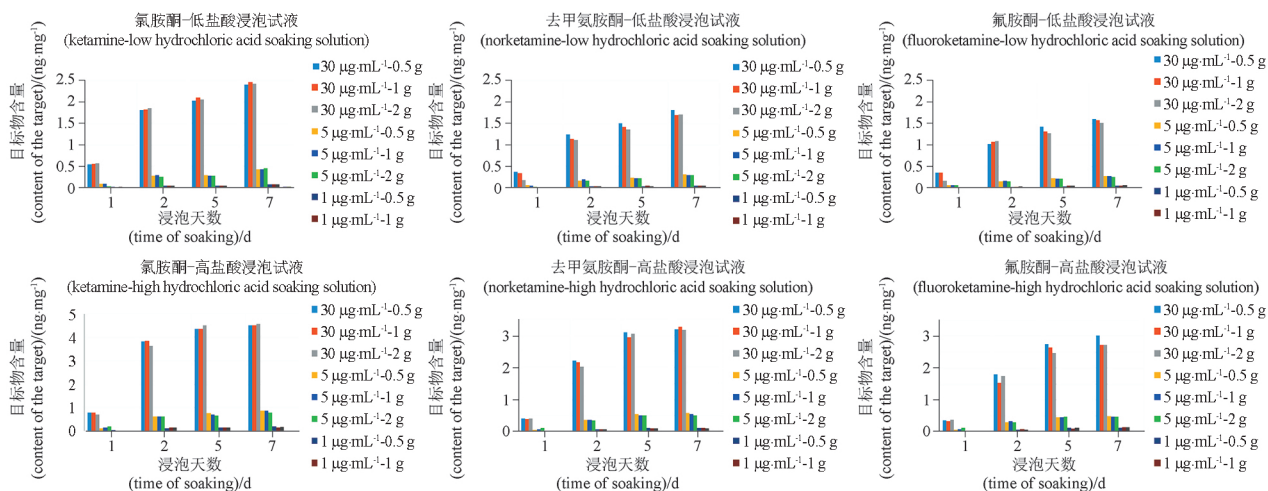 氯胺酮-低盐酸浸泡试液
(ketamine-low hydrochloric acid soaking solution)
目标物含量
(content of the target)/(ng·mg⁻¹)
2.5
2
1.5
1
0.5
0
1
2
5
7
浸泡天数
(time of soaking)/d
30 μg·mL⁻¹-0.5 g
30 μg·mL⁻¹-1 g
30 μg·mL⁻¹-2 g
5 μg·mL⁻¹-0.5 g
5 μg·mL⁻¹-1 g
5 μg·mL⁻¹-2 g
1 μg·mL⁻¹-0.5 g
1 μg·mL⁻¹-1 g
去甲氨胺酮-低盐酸浸泡试液
(norketamine-low hydrochloric acid soaking solution)
目标物含量
(content of the target)/(ng·mg⁻¹)
2.5
2
1.5
1
0.5
0
1
2
5
7
浸泡天数
(time of soaking)/d
30 μg·mL⁻¹-0.5 g
30 μg·mL⁻¹-1 g
30 μg·mL⁻¹-2 g
5 μg·mL⁻¹-0.5 g
5 μg·mL⁻¹-1 g
5 μg·mL⁻¹-2 g
1 μg·mL⁻¹-0.5 g
1 μg·mL⁻¹-1 g
氟胺酮-低盐酸浸泡试液
(fluoroketamine-low hydrochloric acid soaking solution)
目标物含量
(content of the target)/(ng·mg⁻¹)
2.5
2
1.5
1
0.5
0
1
2
5
7
浸泡天数
(time of soaking)/d
30 μg·mL⁻¹-0.5 g
30 μg·mL⁻¹-1 g
30 μg·mL⁻¹-2 g
5 μg·mL⁻¹-0.5 g
5 μg·mL⁻¹-1 g
5 μg·mL⁻¹-2 g
1 μg·mL⁻¹-0.5 g
1 μg·mL⁻¹-1 g
氯胺酮-高盐酸浸泡试液
(ketamine-high hydrochloric acid soaking solution)
目标物含量
(content of the target)/(ng·mg⁻¹)
5
4
3
2
1
0
1
2
5
7
浸泡天数
(time of soaking)/d
30 μg·mL⁻¹-0.5 g
30 μg·mL⁻¹-1 g
30 μg·mL⁻¹-2 g
5 μg·mL⁻¹-0.5 g
5 μg·mL⁻¹-1 g
5 μg·mL⁻¹-2 g
1 μg·mL⁻¹-0.5 g
1 μg·mL⁻¹-1 g
去甲氨胺酮-高盐酸浸泡试液
(norketamine-high hydrochloric acid soaking solution)
目标物含量
(content of the target)/(ng·mg⁻¹)
3
2
1
0
1
2
5
7
浸泡天数
(time of soaking)/d
30 μg·mL⁻¹-0.5 g
30 μg·mL⁻¹-1 g
30 μg·mL⁻¹-2 g
5 μg·mL⁻¹-0.5 g
5 μg·mL⁻¹-1 g
5 μg·mL⁻¹-2 g
1 μg·mL⁻¹-0.5 g
1 μg·mL⁻¹-1 g
氟胺酮-高盐酸浸泡试液
(fluoroketamine-high hydrochloric acid soaking solution)
目标物含量
(content of the target)/(ng·mg⁻¹)
3
2
1
0
1
2
5
7
浸泡天数
(time of soaking)/d
30 μg·mL⁻¹-0.5 g
30 μg·mL⁻¹-1 g
30 μg·mL⁻¹-2 g
5 μg·mL⁻¹-0.5 g
5 μg·mL⁻¹-1 g
5 μg·mL⁻¹-2 g
1 μg·mL⁻¹-0.5 g
1 μg·mL⁻¹-1 g